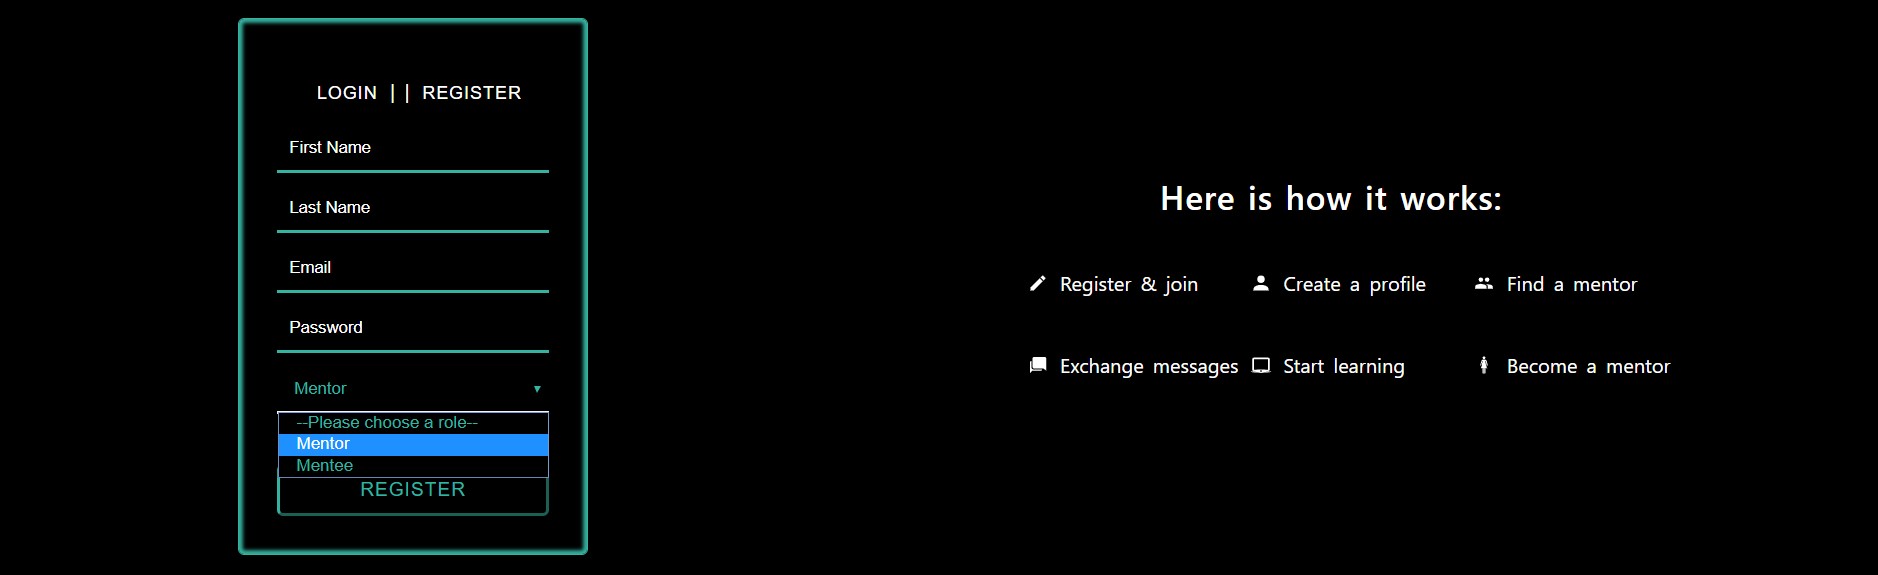 LOGIN || REGISTER
First Name
Last Name
Email
Password
Mentor
--Please choose a role--
Mentor
Mentee
REGISTER
Here is how it works:
Register & join Create a profile Find a mentor
Exchange messages Start learning Become a mentor